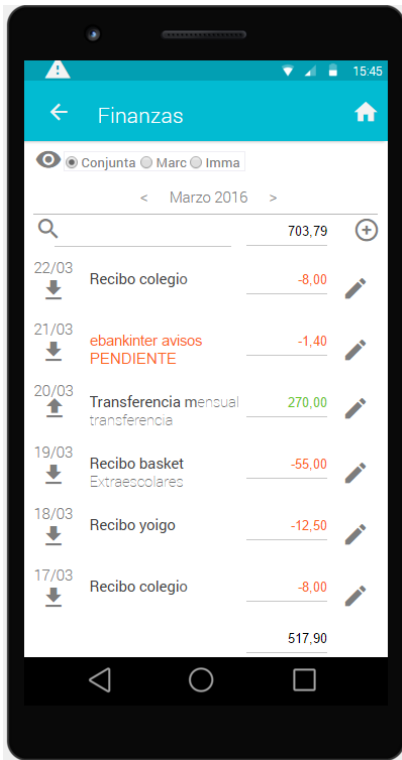 15:45
Finanzas
Conjunta Marc Imma
< Marzo 2016 >
703,79
22/03
Recibo colegio -8,00
21/03
ebankinter avisos -1,40
PENDIENTE
20/03
Transferencia mensual 270,00
transferencia
19/03
Recibo basket -55,00
Extraescolares
18/03
Recibo yoigo -12,50
17/03
Recibo colegio -8,00
517,90